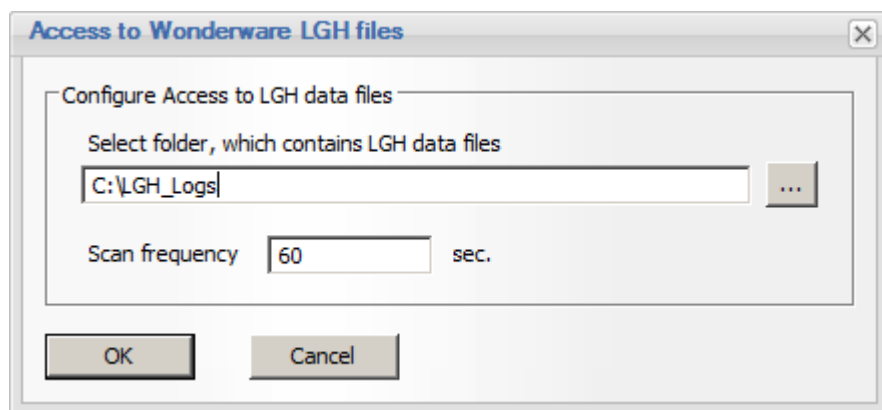 Access to Wonderware LGH files
Configure Access to LGH data files
Select folder, which contains LGH data files
C:\LGH_Logs
...
Scan frequency 60 sec.
OK Cancel